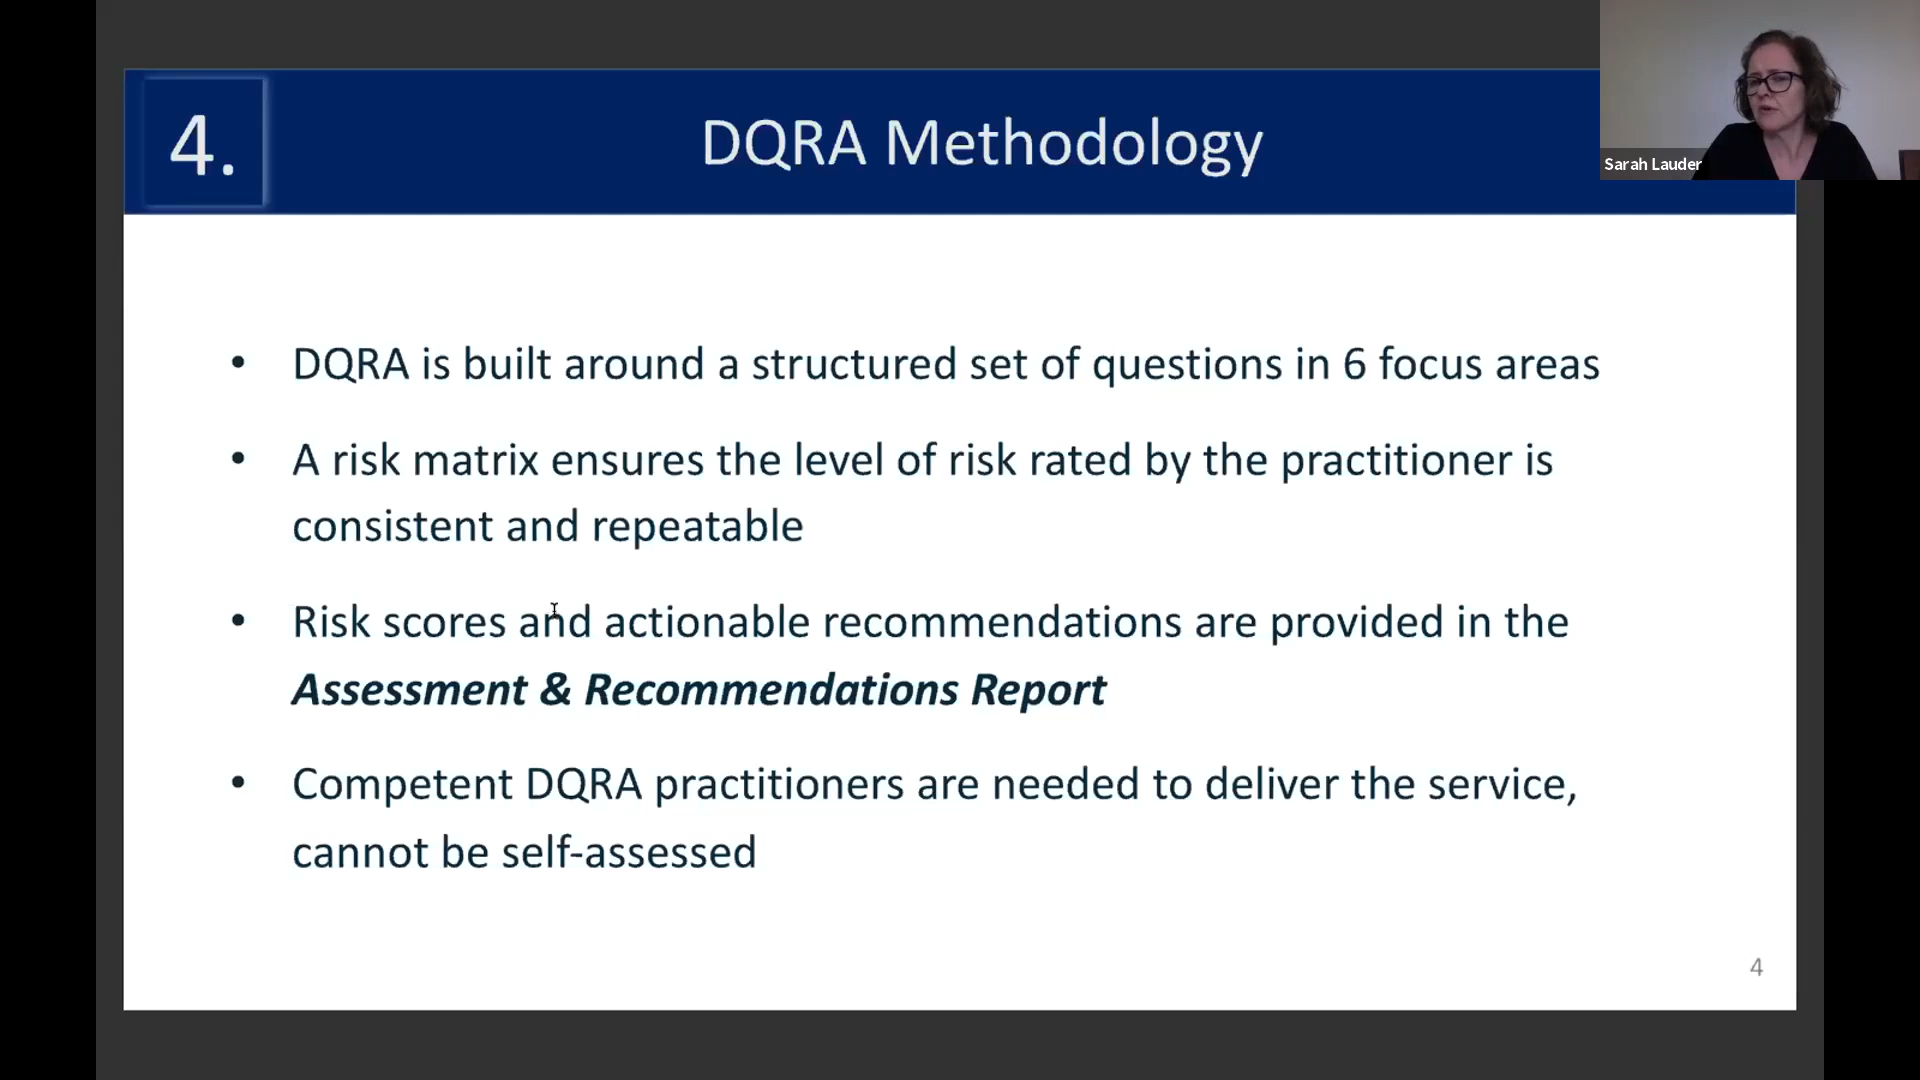 4.
DQRA Methodology
Sarah Lauder
• DQRA is built around a structured set of questions in 6 focus areas
• A risk matrix ensures the level of risk rated by the practitioner is
consistent and repeatable
• Risk scores and actionable recommendations are provided in the
Assessment & Recommendations Report
• Competent DQRA practitioners are needed to deliver the service,
cannot be self-assessed
4